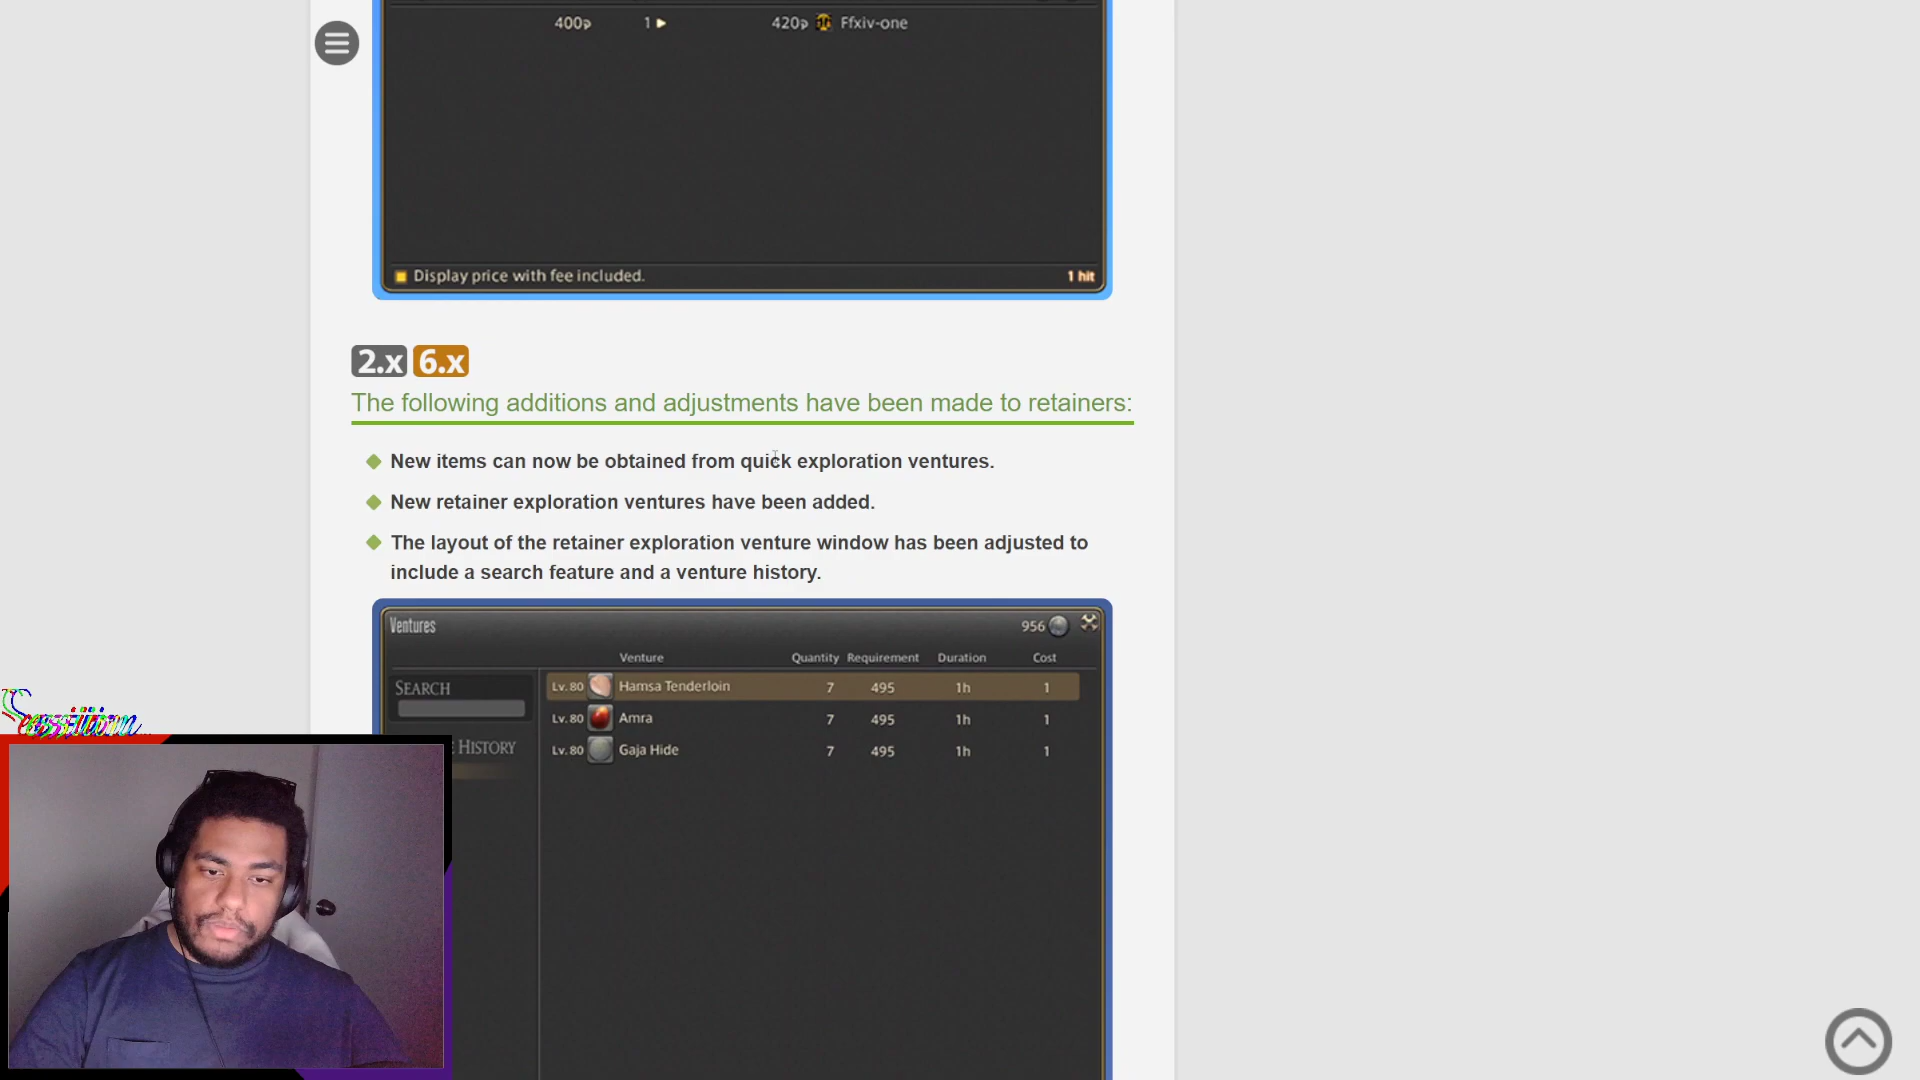 400 1 420 Ffxiv-one
Display price with fee included. 1 hit
2.x 6.x
The following additions and adjustments have been made to retainers:
New items can now be obtained from quick exploration ventures.
New retainer exploration ventures have been added.
The layout of the retainer exploration venture window has been adjusted to
include a search feature and a venture history.
Ventures 956
Venture Quantity Requirement Duration Cost
SEARCH
Lv. 80 Hamsa Tenderloin 7 495 1h 1
Lv. 80 Amra 7 495 1h 1
HISTORY
Lv. 80 Gaja Hide 7 495 1h 1